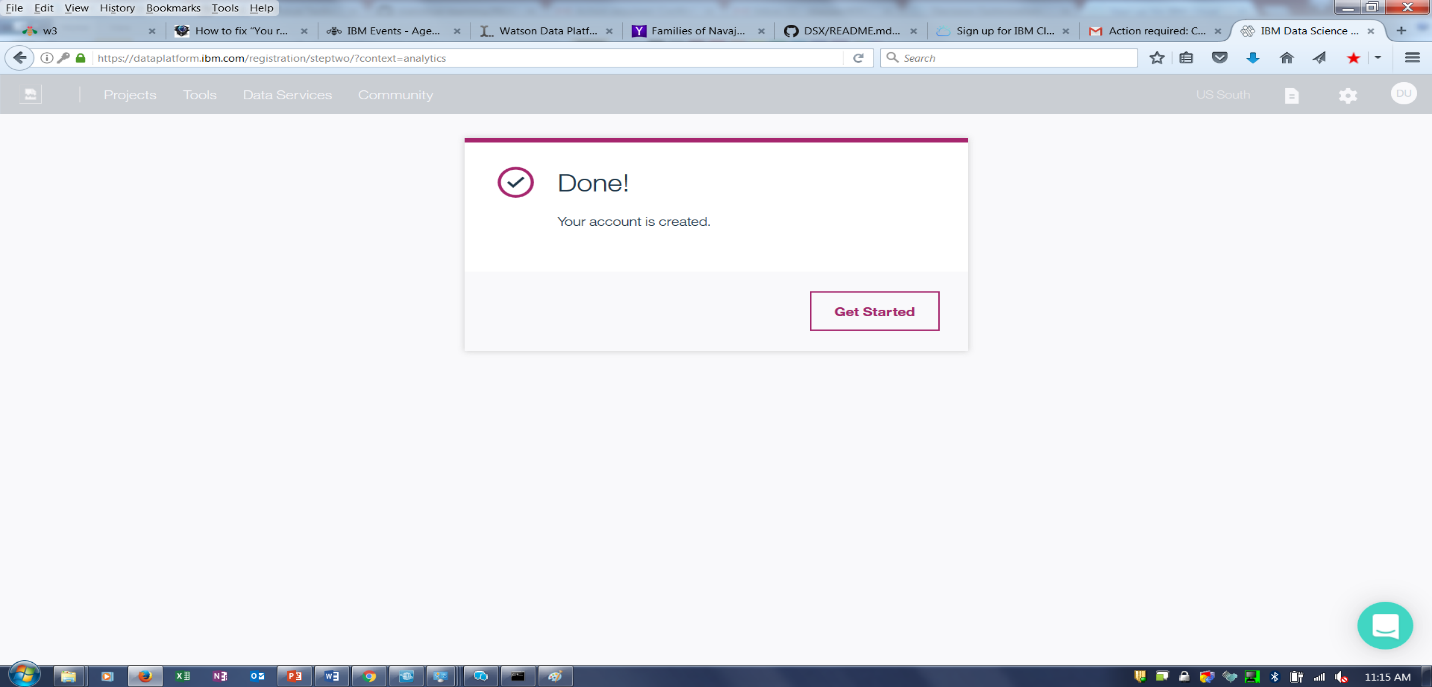 File Edit View History Bookmarks Tools Help
w3 How to fix "You r... IBM Events - Age... Watson Data Platf... Families of Navaj... DSX/README.md... Sign up for IBM Cl... Action required: C... IBM Data Science ...
https://dataplatform.ibm.com/registration/steptwo/?context=analytics Search
Projects Tools Data Services Community US South DU
Done!
Your account is created.
Get Started
11:15 AM